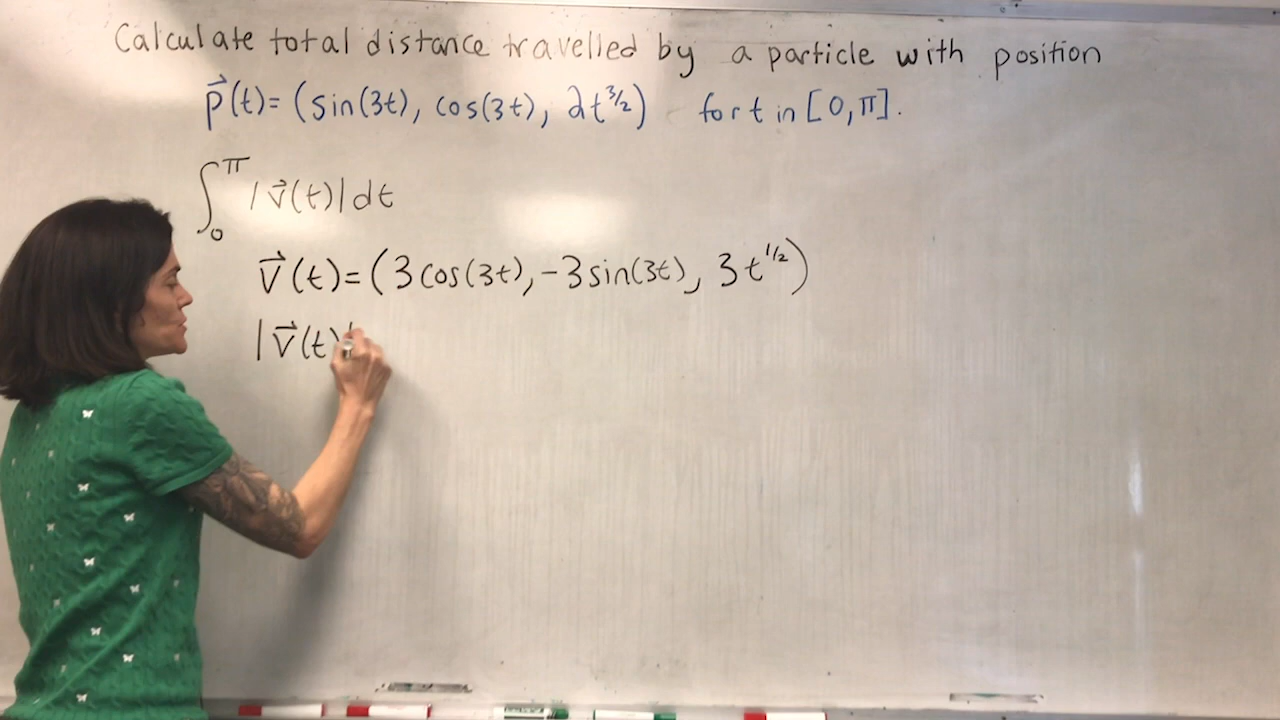 Calculate total distance travelled by a particle with position
p⃗(t)=(sin(3t), cos(3t), 2t^3/2) for t in [0,π].
∫₀^π |v⃗(t)|dt
v⃗(t)=(3cos(3t),-3sin(3t), 3t^1/2)
|v⃗(t)|